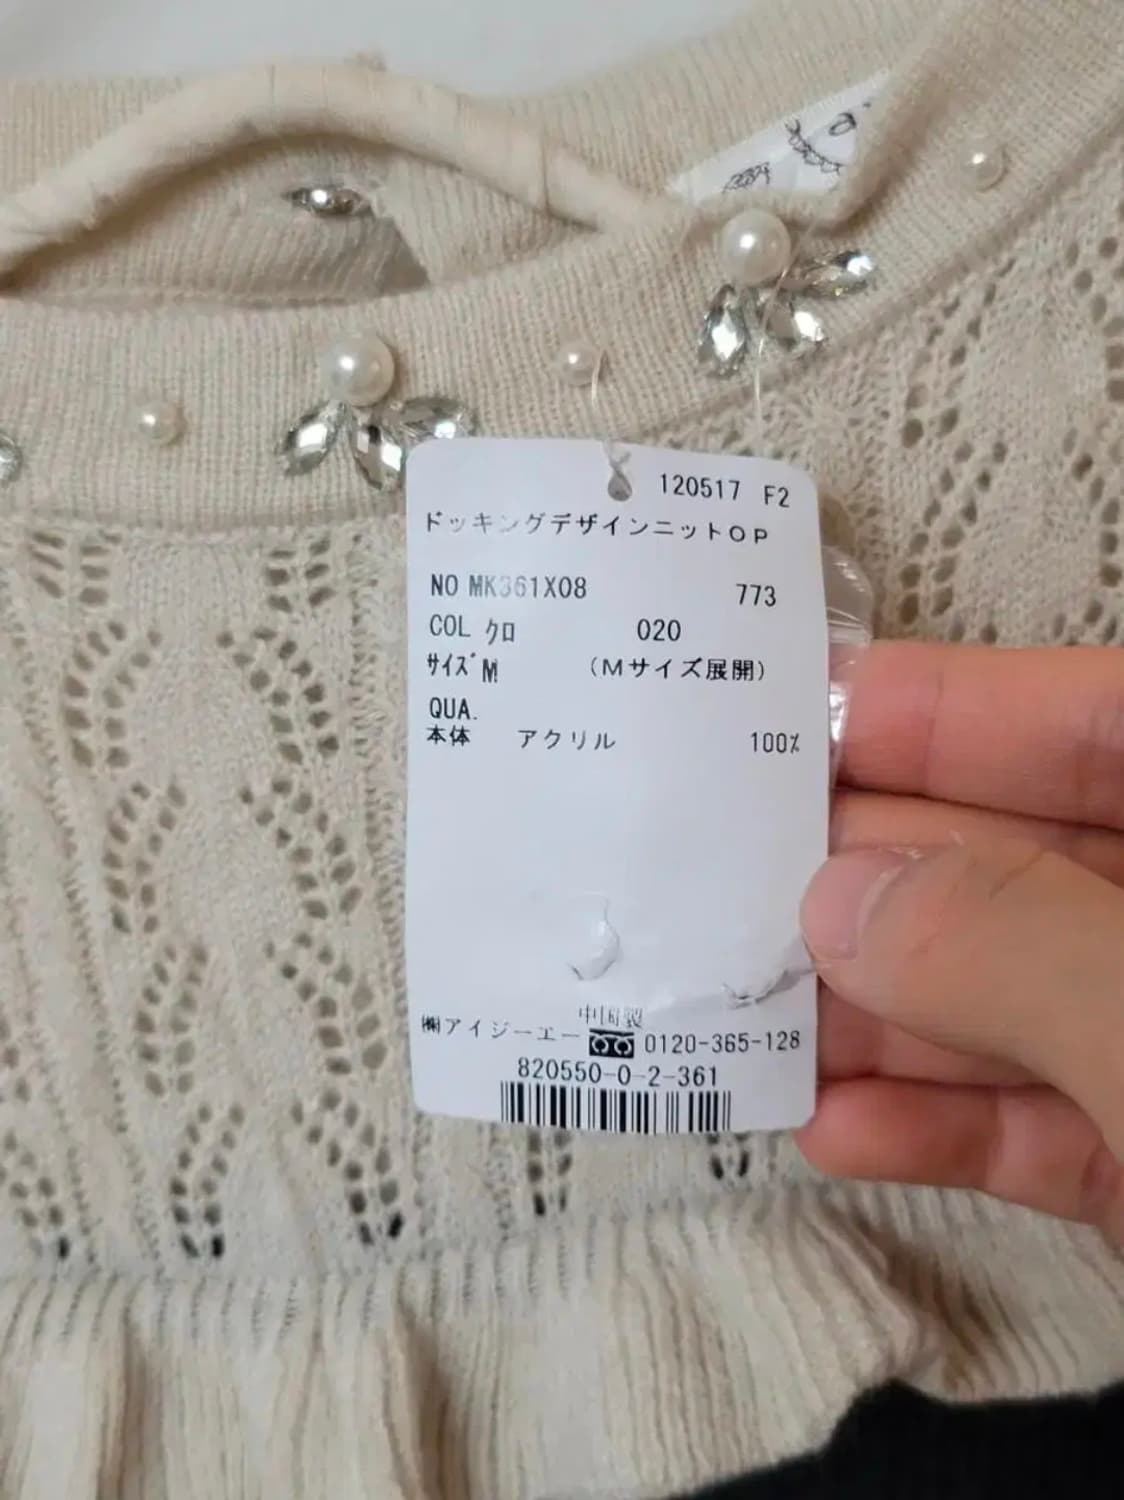 120517 F2
ドッキングデザインニットOP
NO MK361X08 773
COL クロ 020
サイズ M (Mサイズ展開)
QUA.
本体 アクリル 100%
中国製
㈱アイジーエー 0120-365-128
820550-0-2-361